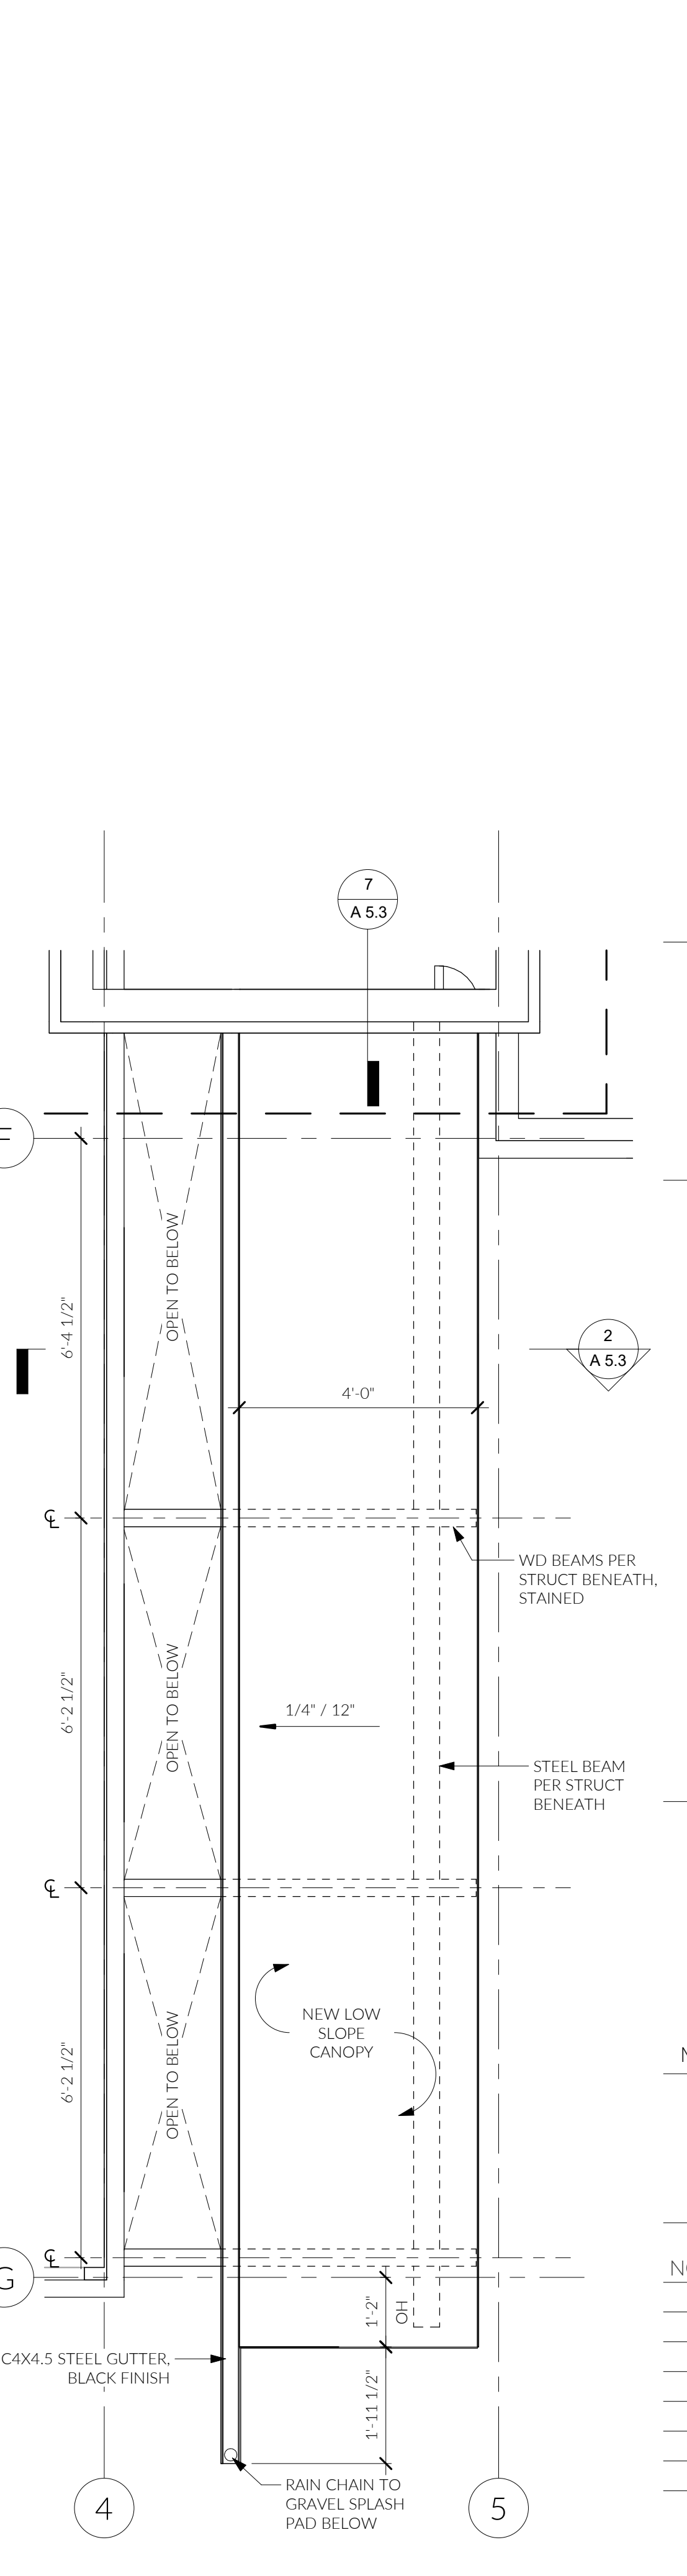 7
A 5.3
OPEN TO BELOW
6'-4 1/2"
2
A 5.3
4'-0"
℄
WD BEAMS PER
STRUCT BENEATH,
STAINED
OPEN TO BELOW
6'-2 1/2"
1/4" / 12"
STEEL BEAM
PER STRUCT
BENEATH
℄
NEW LOW
SLOPE
CANOPY
OPEN TO BELOW
6'-2 1/2"
℄
G
1'-2"
OH
C4X4.5 STEEL GUTTER,
BLACK FINISH
1'-11 1/2"
RAIN CHAIN TO
GRAVEL SPLASH
PAD BELOW
4
5